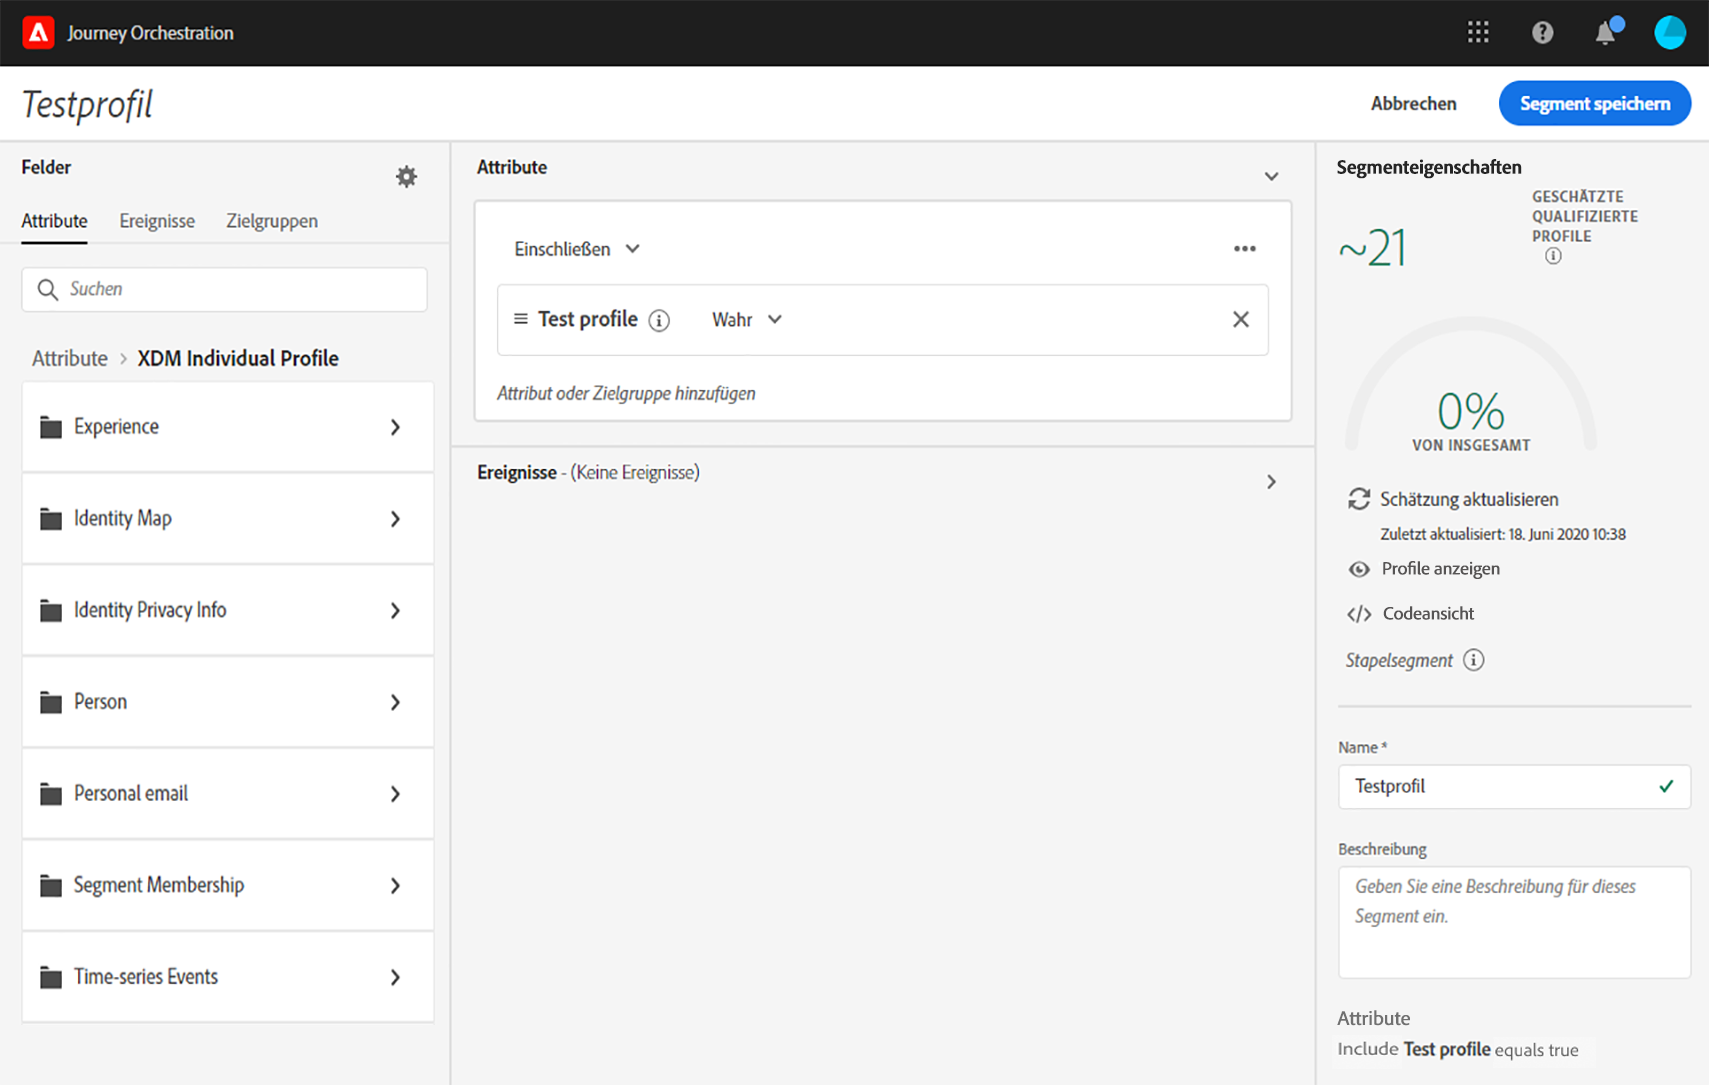 Journey Orchestration
Testprofil
Abbrechen
Segment speichern
Felder
Attribute
Ereignisse
Zielgruppen
Suchen
Attribute > XDM Individual Profile
Experience
Identity Map
Identity Privacy Info
Person
Personal email
Segment Membership
Time-series Events
Attribute
Einschließen
Test profile
Wahr
Attribut oder Zielgruppe hinzufügen
Ereignisse - (Keine Ereignisse)
Segmenteigenschaften
~21
GESCHÄTZTE
QUALIFIZIERTE
PROFILE
0%
VON INSGESAMT
Schätzung aktualisieren
Zuletzt aktualisiert: 18. Juni 2020 10:38
Profile anzeigen
</> Codeansicht
Stapelsegment
Name *
Testprofil
Beschreibung
Geben Sie eine Beschreibung für dieses
Segment ein.
Attribute
Include Test profile equals true